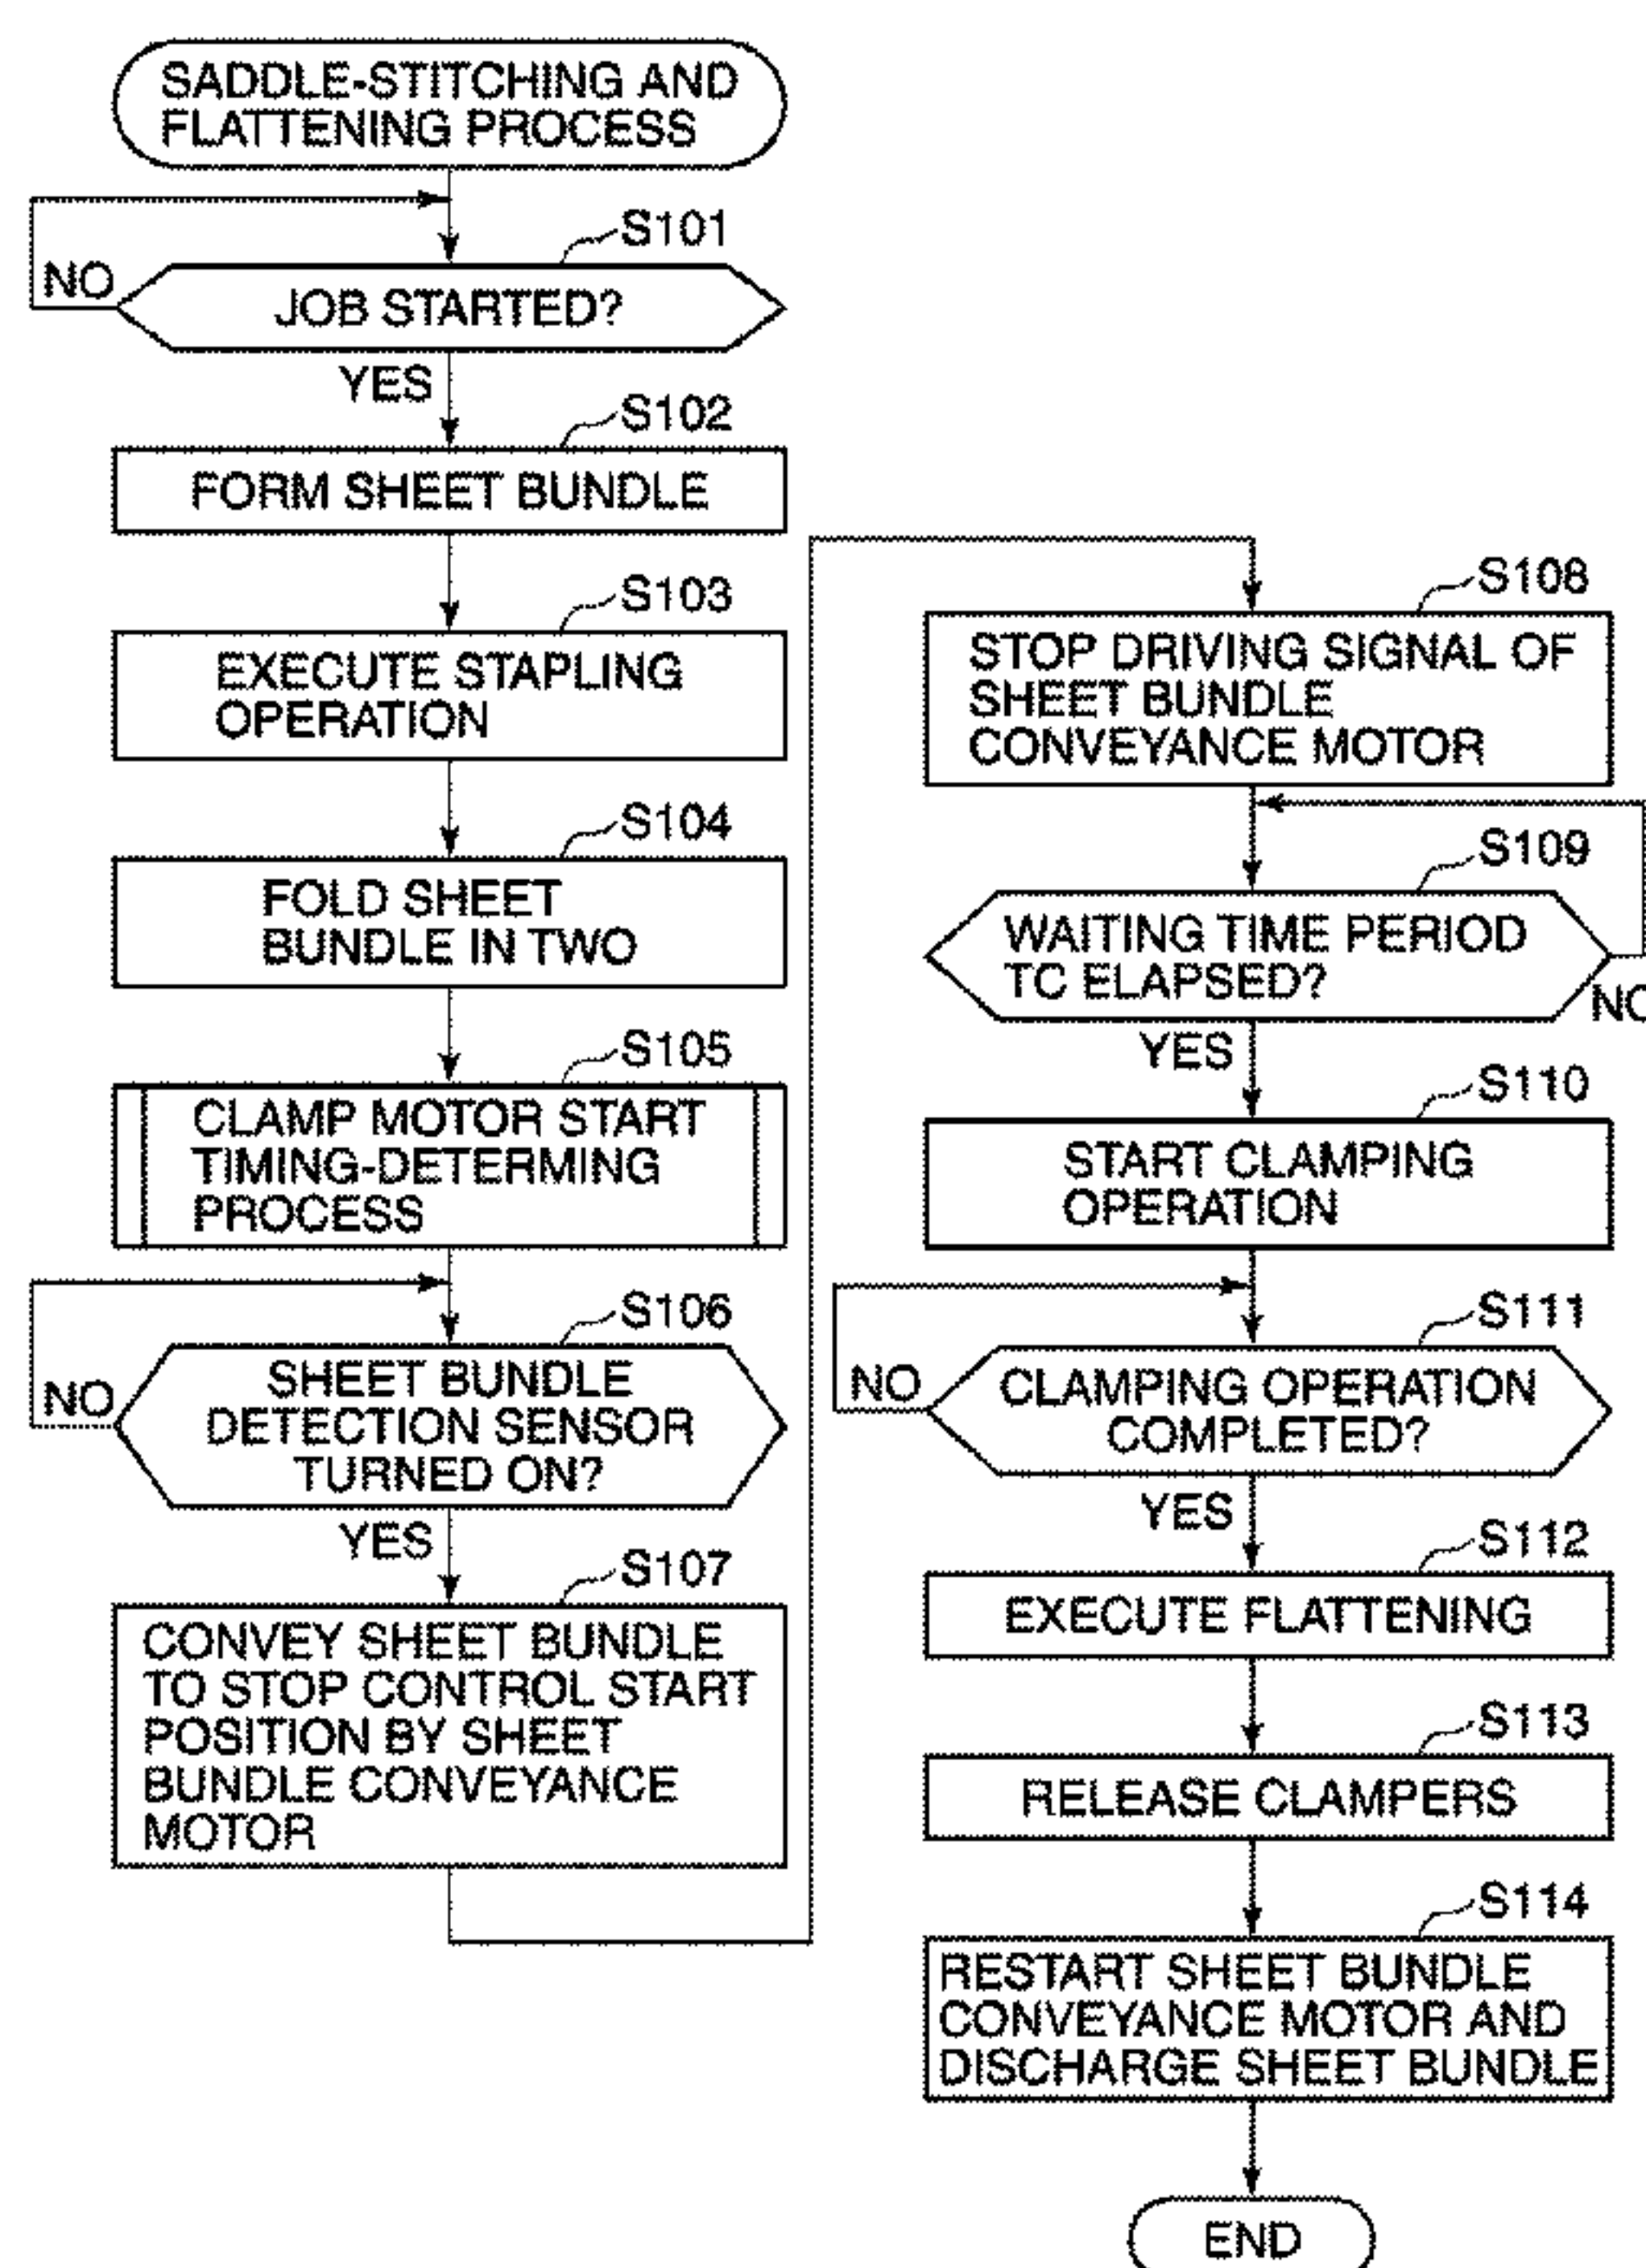 SADDLE-STITCHING AND
FLATTENING PROCESS
S101
NO
JOB STARTED?
YES
S102
FORM SHEET BUNDLE
S103
EXECUTE STAPLING
OPERATION
S104
FOLD SHEET
BUNDLE IN TWO
S105
CLAMP MOTOR START
TIMING-DETERMING
PROCESS
S106
NO
SHEET BUNDLE
DETECTION SENSOR
TURNED ON?
YES
S107
CONVEY SHEET BUNDLE
TO STOP CONTROL START
POSITION BY SHEET
BUNDLE CONVEYANCE
MOTOR
S108
STOP DRIVING SIGNAL OF
SHEET BUNDLE
CONVEYANCE MOTOR
S109
WAITING TIME PERIOD
TC ELAPSED?
NO
YES
S110
START CLAMPING
OPERATION
S111
NO
CLAMPING OPERATION
COMPLETED?
YES
S112
EXECUTE FLATTENING
S113
RELEASE CLAMPERS
S114
RESTART SHEET BUNDLE
CONVEYANCE MOTOR AND
DISCHARGE SHEET BUNDLE
END